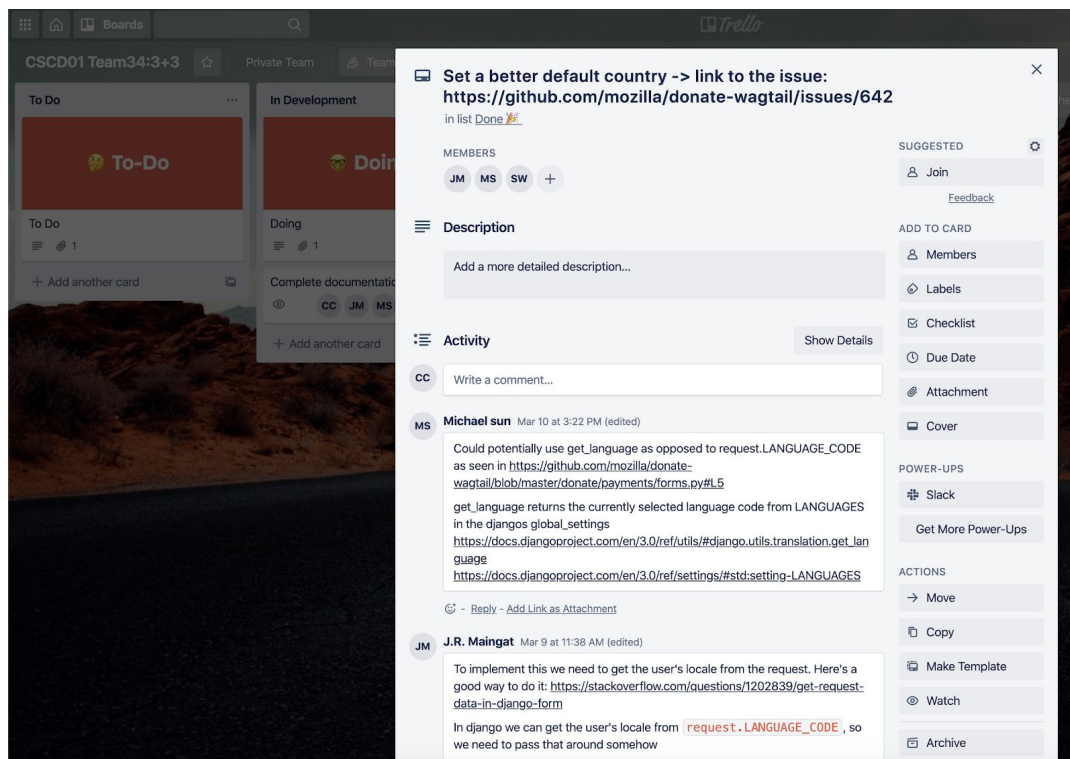 Boards
Trello
CSCD01 Team34:3+3
Private Team
Team
To Do
...
In Development
To-Do
Doin
To Do
1
Doing
1
+ Add another card
Complete documentatic
CC JM MS
+ Add another card
Set a better default country -> link to the issue:
https://github.com/mozilla/donate-wagtail/issues/642
in list Done
MEMBERS
JM MS SW +
Description
Add a more detailed description...
Activity
Show Details
CC
Write a comment...
MS
Michael sun Mar 10 at 3:22 PM (edited)
Could potentially use get_language as opposed to request.LANGUAGE_CODE
as seen in https://github.com/mozilla/donate-
wagtail/blob/master/donate/payments/forms.py#L5
get_language returns the currently selected language code from LANGUAGES
in the djangos global_settings
https://docs.djangoproject.com/en/3.0/ref/utils/#django.utils.translation.get_lan
guage
https://docs.djangoproject.com/en/3.0/ref/settings/#std:setting-LANGUAGES
- Reply - Add Link as Attachment
JM
J.R. Maingat Mar 9 at 11:38 AM (edited)
To implement this we need to get the user's locale from the request. Here's a
good way to do it: https://stackoverflow.com/questions/1202839/get-request-
data-in-django-form
In django we can get the user's locale from request.LANGUAGE_CODE , so
we need to pass that around somehow
SUGGESTED
Join
Feedback
ADD TO CARD
Members
Labels
Checklist
Due Date
Attachment
Cover
POWER-UPS
Slack
Get More Power-Ups
ACTIONS
Move
Copy
Make Template
Watch
Archive